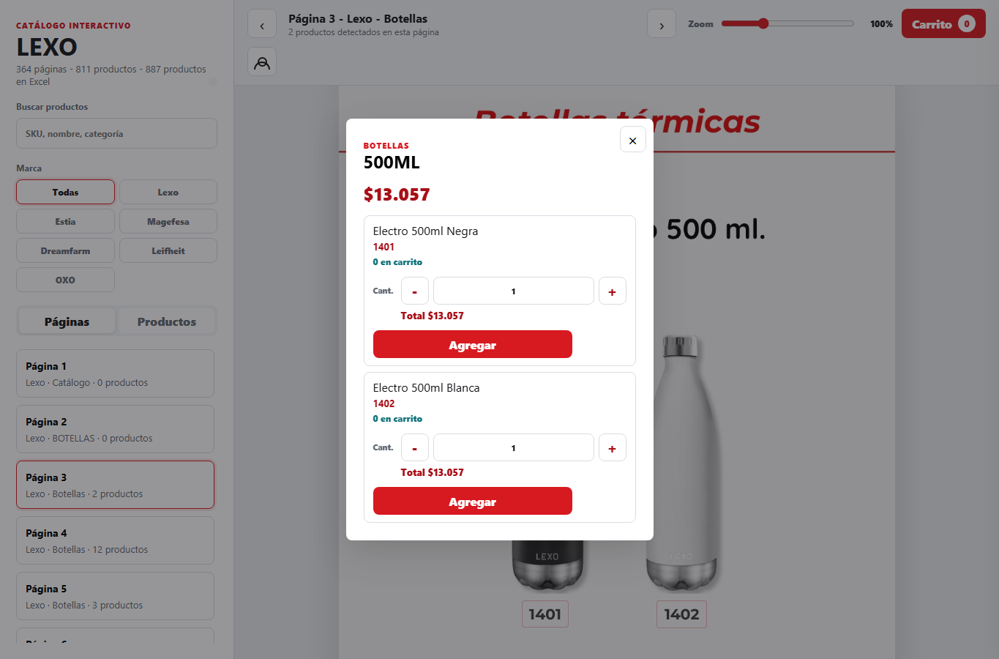 CATÁLOGO INTERACTIVO
LEXO
364 páginas - 811 productos - 887 productos
en Excel
Buscar productos
SKU, nombre, categoría
Marca
Todas
Lexo
Estia
Magefesa
Dreamfarm
Leifheit
OXO
Páginas
Productos
Página 1
Lexo · Catálogo · 0 productos
Página 2
Lexo · BOTELLAS · 0 productos
Página 3
Lexo · Botellas · 2 productos
Página 4
Lexo · Botellas · 12 productos
Página 5
Lexo · Botellas · 3 productos
‹
Página 3 - Lexo - Botellas
2 productos detectados en esta página
›
Zoom
100%
Carrito 0
Botellas térmicas
500 ml.
BOTELLAS
×
500ML
$13.057
Electro 500ml Negra
1401
0 en carrito
Cant. - 1 +
Total $13.057
Agregar
Electro 500ml Blanca
1402
0 en carrito
Cant. - 1 +
Total $13.057
Agregar
LEXO
LEXO
1401
1402